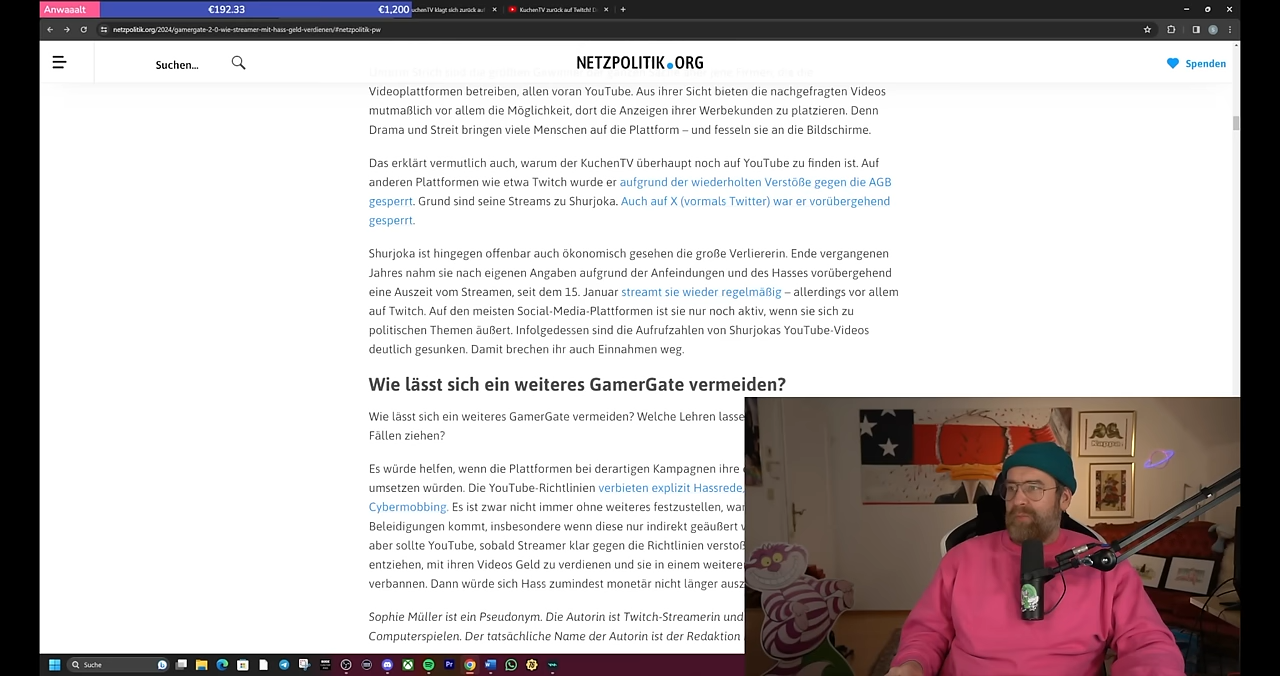 Anwaaalt €192.33 €1,200
uchenTV klagt sich zurück au
KuchenTV zurück auf Twitch!
netzpolitik.org/2024/gamergate-2-0-wie-streamer-mit-hass-geld-verdienen/#netzpolitik-pw
Suchen...
NETZPOLITIK.ORG
Spenden
Videoplattformen betreiben, allen voran YouTube. Aus ihrer Sicht bieten die nachgefragten Videos
mutmaßlich vor allem die Möglichkeit, dort die Anzeigen ihrer Werbekunden zu platzieren. Denn
Drama und Streit bringen viele Menschen auf die Plattform – und fesseln sie an die Bildschirme.
Das erklärt vermutlich auch, warum der KuchenTV überhaupt noch auf YouTube zu finden ist. Auf
anderen Plattformen wie etwa Twitch wurde er aufgrund der wiederholten Verstöße gegen die AGB
gesperrt. Grund sind seine Streams zu Shurjoka. Auch auf X (vormals Twitter) war er vorübergehend
gesperrt.
Shurjoka ist hingegen offenbar auch ökonomisch gesehen die große Verliererin. Ende vergangenen
Jahres nahm sie nach eigenen Angaben aufgrund der Anfeindungen und des Hasses vorübergehend
eine Auszeit vom Streamen, seit dem 15. Januar streamt sie wieder regelmäßig – allerdings vor allem
auf Twitch. Auf den meisten Social-Media-Plattformen ist sie nur noch aktiv, wenn sie sich zu
politischen Themen äußert. Infolgedessen sind die Aufrufzahlen von Shurjokas YouTube-Videos
deutlich gesunken. Damit brechen ihr auch Einnahmen weg.
Wie lässt sich ein weiteres GamerGate vermeiden?
Wie lässt sich ein weiteres GamerGate vermeiden? Welche Lehren lasse
Fällen ziehen?
Es würde helfen, wenn die Plattformen bei derartigen Kampagnen ihre
umsetzen würden. Die YouTube-Richtlinien verbieten explizit Hassrede,
Cybermobbing. Es ist zwar nicht immer ohne weiteres festzustellen, wa
Beleidigungen kommt, insbesondere wenn diese nur indirekt geäußert
aber sollte YouTube, sobald Streamer klar gegen die Richtlinien verstoß
entziehen, mit ihren Videos Geld zu verdienen und sie in einem weitere
verbannen. Dann würde sich Hass zumindest monetär nicht länger ausz
Sophie Müller ist ein Pseudonym. Die Autorin ist Twitch-Streamerin und
Computerspielen. Der tatsächliche Name der Autorin ist der Redaktion
Kappa
Suche